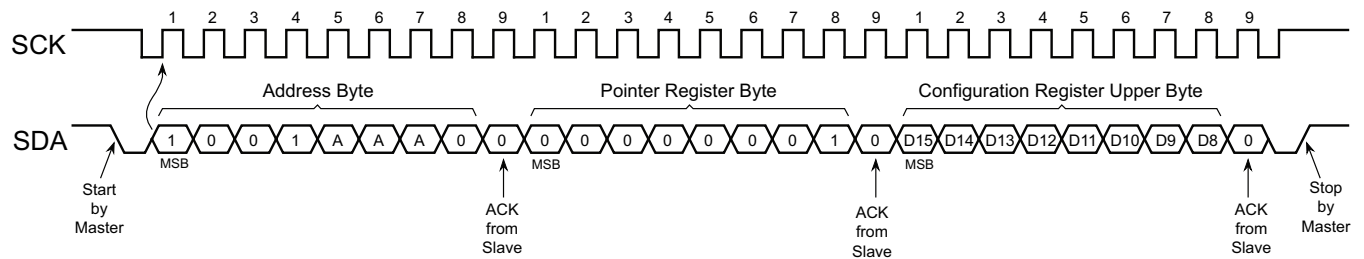 1 2 3 4 5 6 7 8 9 1 2 3 4 5 6 7 8 9 1 2 3 4 5 6 7 8 9
SCK
Address Byte Pointer Register Byte Configuration Register Upper Byte
SDA 1 0 0 1 A A A 0 0 0 0 0 0 0 0 0 1 0 D15 D14 D13 D12 D11 D10 D9 D8 0
MSB MSB MSB
Start
by
Master
ACK
from
Slave
ACK
from
Slave
ACK
from
Slave
Stop
by
Master